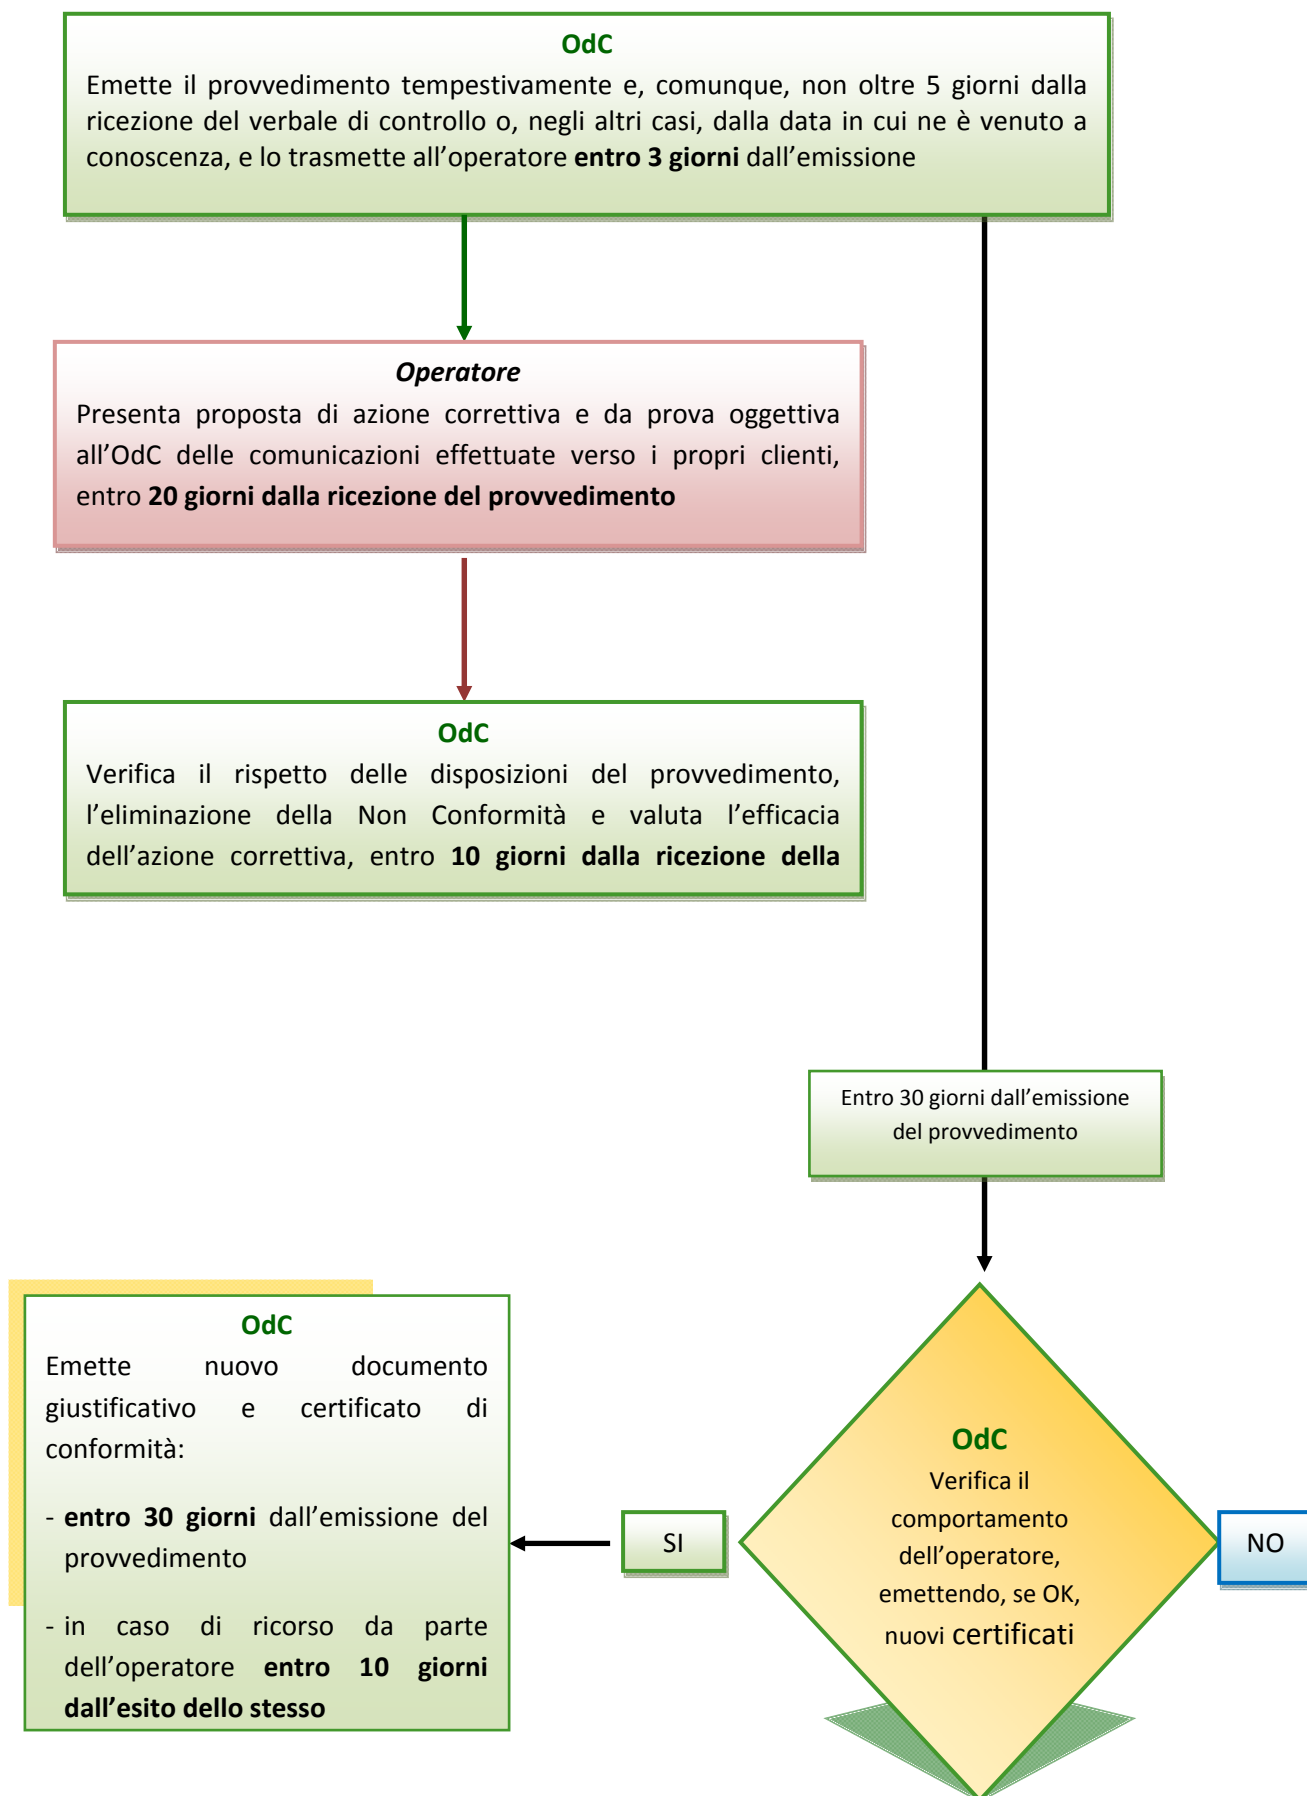 OdC
Emette il provvedimento tempestivamente e, comunque, non oltre 5 giorni dalla
ricezione del verbale di controllo o, negli altri casi, dalla data in cui ne è venuto a
conoscenza, e lo trasmette all’operatore entro 3 giorni dall’emissione
Operatore
Presenta proposta di azione correttiva e da prova oggettiva
all’OdC delle comunicazioni effettuate verso i propri clienti,
entro 20 giorni dalla ricezione del provvedimento
OdC
Verifica il rispetto delle disposizioni del provvedimento,
l’eliminazione della Non Conformità e valuta l’efficacia
dell’azione correttiva, entro 10 giorni dalla ricezione della
Entro 30 giorni dall’emissione
del provvedimento
OdC
Emette nuovo documento
giustificativo e certificato di
conformità:
- entro 30 giorni dall’emissione del
provvedimento
- in caso di ricorso da parte
dell’operatore entro 10 giorni
dall’esito dello stesso
SI
OdC
Verifica il
comportamento
dell’operatore,
emettendo, se OK,
nuovi certificati
NO